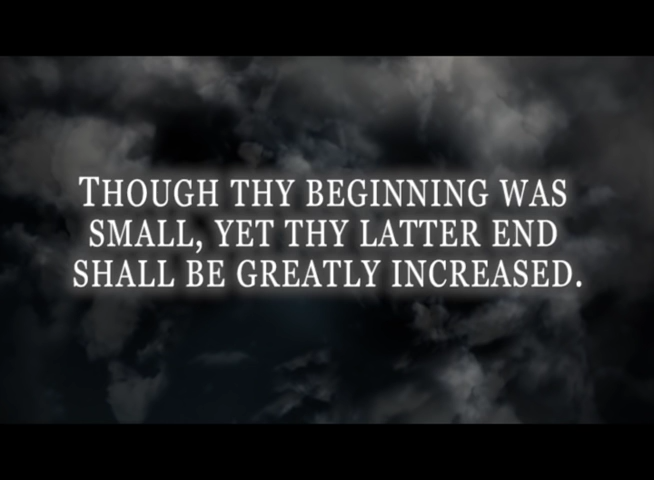 THOUGH THY BEGINNING WAS
SMALL, YET THY LATTER END
SHALL BE GREATLY INCREASED.